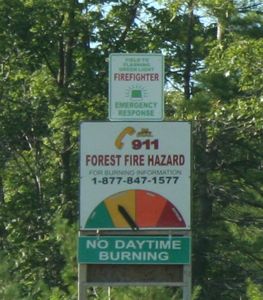 YIELD TO
FLASHING
GREEN LIGHT
FIREFIGHTER
EMERGENCY
RESPONSE
911
FOREST FIRE HAZARD
FOR BURNING INFORMATION
1-877-847-1577
NO DAYTIME
BURNING